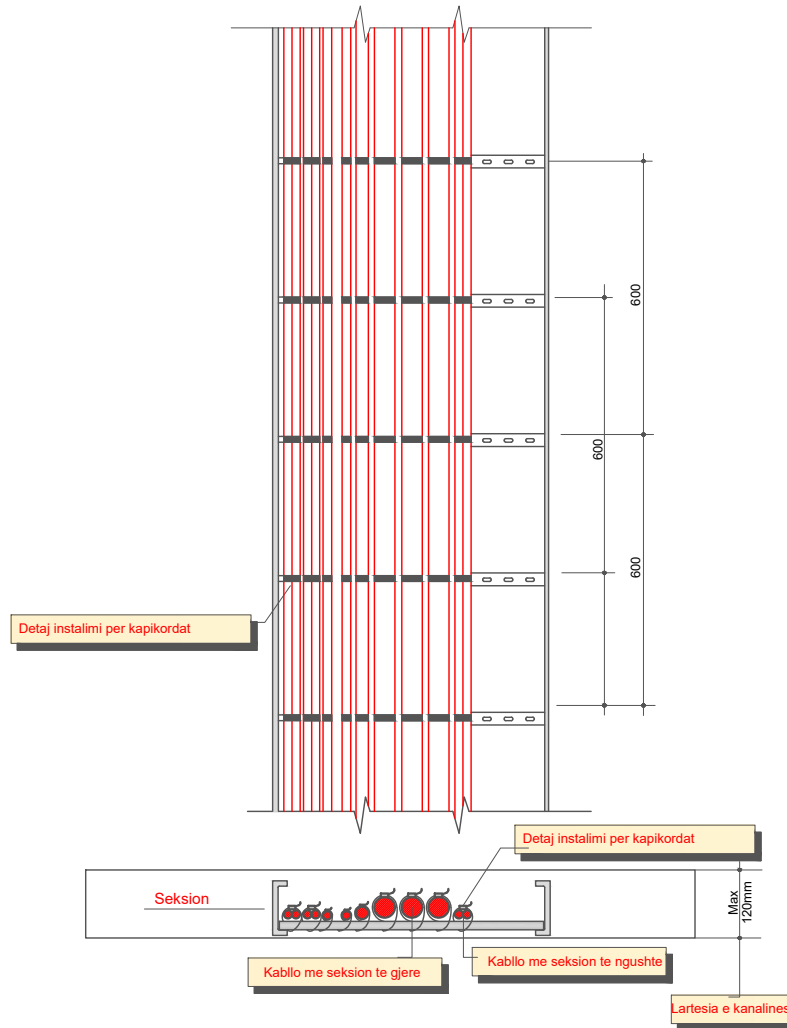 600
600
600
Detaj instalimi per kapikordat
Detaj instalimi per kapikordat
Seksion
Max
120mm
Kabllo me seksion te gjere
Kabllo me seksion te ngushte
Lartesia e kanalines